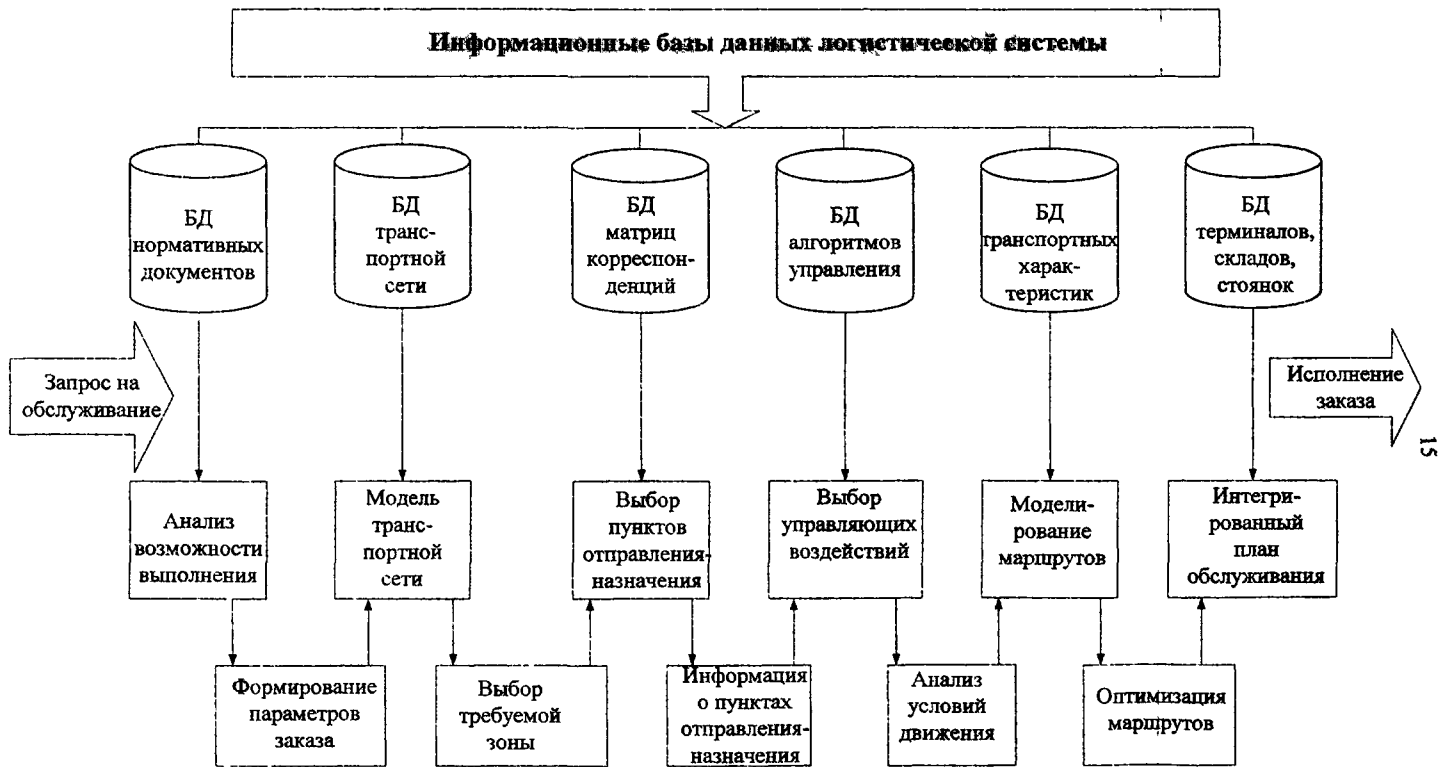 Информационные базы данных логистической системы
БД
нормативных
документов
БД
транс-
портной
сети
БД
матриц
корреспон-
денций
БД
алгоритмов
управления
БД
транспортных
харак-
теристик
БД
терминалов,
складов,
стоянок
Запрос на
обслуживание
Исполнение
заказа
15
Анализ
возможности
выполнения
Модель
транс-
портной
сети
Выбор
пунктов
отправления-
назначения
Выбор
управляющих
воздействий
Модели-
рование
маршрутов
Интегри-
рованный
план
обслуживания
Формирование
параметров
заказа
Выбор
требуемой
зоны
Информация
о пунктах
отправления-
назначения
Анализ
условий
движения
Оптимизация
маршрутов